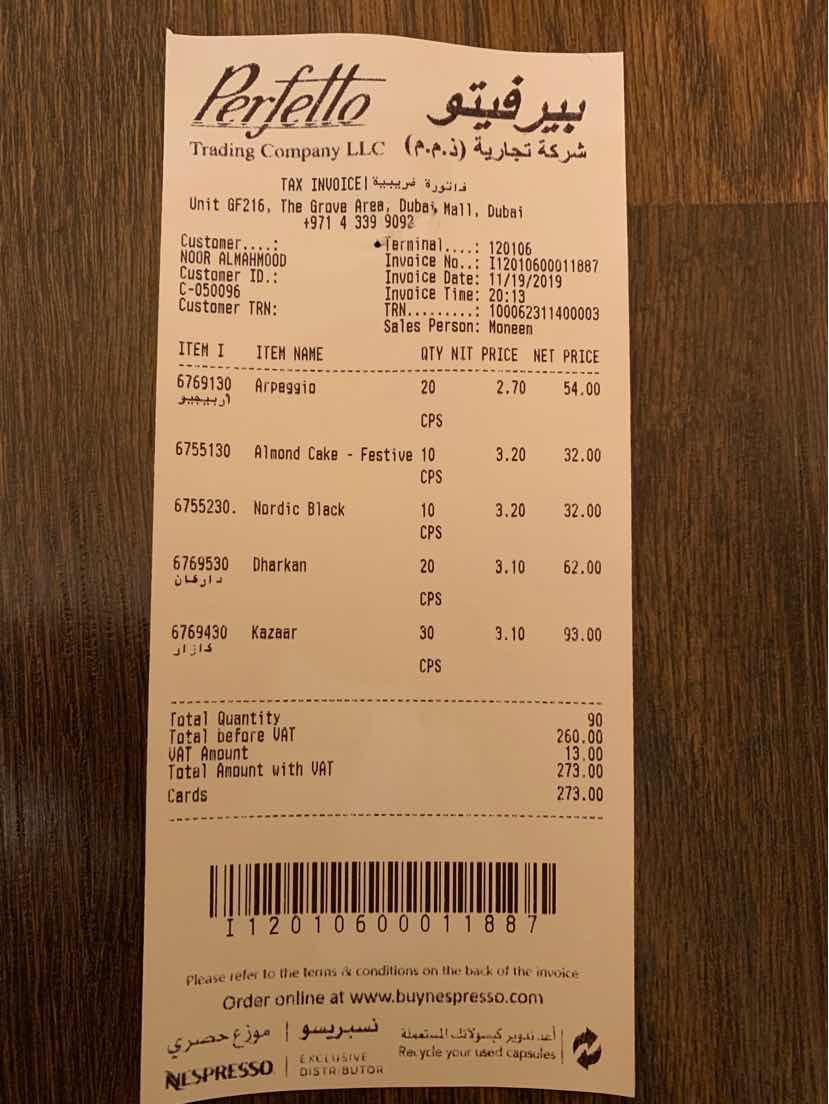 Perfetto بيرفيتو
Trading Company LLC شركة تجارية (ذ.م.م)
TAX INVOICE| فاتورة ضريبية
Unit GF216, The Grove Area, Dubai Mall, Dubai
+971 4 339 9092
Customer....: Terminal....: 120106
NOOR ALMAHMOOD Invoice No..: I12010600011887
Customer ID.: Invoice Date: 11/19/2019
C-050096 Invoice Time: 20:13
Customer TRN: TRN.........: 100062311400003
Sales Person: Moneem
ITEM I ITEM NAME QTY NIT PRICE NET PRICE
6769130 Arpeggio 20 2.70 54.00
اربيجيو
CPS
6755130 Almond Cake - Festive 10 3.20 32.00
CPS
6755230. Nordic Black 10 3.20 32.00
CPS
6769530 Dharkan 20 3.10 62.00
دارفان
CPS
6769430 Kazaar 30 3.10 93.00
كازار
CPS
Total Quantity 90
Total before VAT 260.00
VAT Amount 13.00
Total Amount with VAT 273.00
Cards 273.00
I12010600011887
Please refer to the terms & conditions on the back of the invoice
Order online at www.buynespresso.com
نسبريسو | موزع حصري
أعد تدوير كبسولاتك المستعملة
NESPRESSO | EXCLUSIVE DISTRIBUTOR
Recycle your used capsules